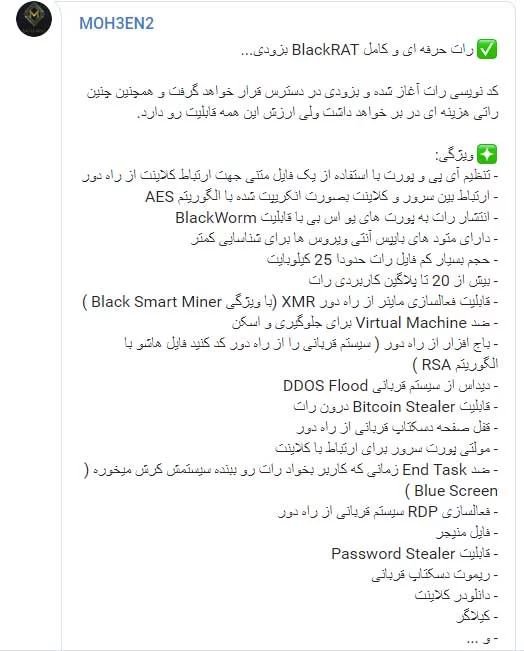 MOH3EN2
رات حرفه ای و کامل BlackRAT بزودی...
کد نویسی رات آغاز شده و بزودی در دسترس قرار خواهد گرفت و همچنین چنین
راتی هزینه ای در بر خواهد داشت ولی ارزش این همه قابلیت رو دارد.
ویژگی:
- تنظیم آی پی و پورت با استفاده از یک فایل متنی جهت ارتباط کلاینت از راه دور
- ارتباط بین سرور و کلاینت بصورت انکریپت شده با الگوریتم AES
- انتشار رات به پورت های یو اس بی با قابلیت BlackWorm
- دارای متود های بایپس آنتی ویروس ها برای شناسایی کمتر
- حجم بسیار کم فایل رات حدودا 25 کیلوبایت
- بیش از 20 تا پلاگین کاربردی رات
- قابلیت فعالسازی ماینر از راه دور XMR (با ویژگی Black Smart Miner )
- ضد Virtual Machine برای جلوگیری و اسکن
- باج افزار از راه دور ( سیستم قربانی را از راه دور کد کنید فایل هاشو با
الگوریتم RSA )
- دیداس از سیستم قربانی DDOS Flood
- قابلیت Bitcoin Stealer درون رات
- قفل صفحه دسکتاپ قربانی از راه دور
- مولتی پورت سرور برای ارتباط با کلاینت
- ضد End Task زمانی که کاربر بخواد رات رو ببنده سیستمش کرش میخوره (
Blue Screen )
- فعالسازی RDP سیستم قربانی از راه دور
- فایل منیجر
- قابلیت Password Stealer
- ریموت دسکتاپ قربانی
- دانلودر کلاینت
- کیلاگر
- و ...